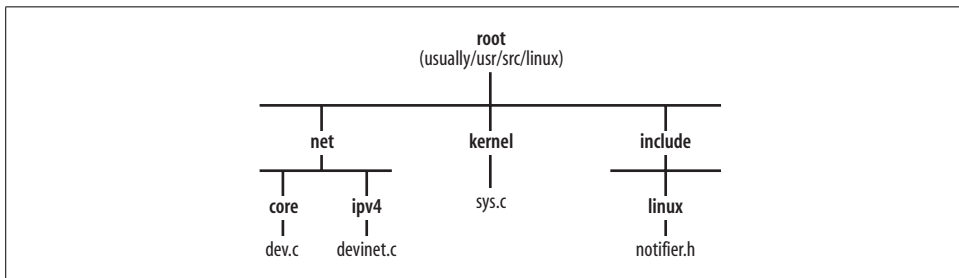 root
(usually/usr/src/linux)
net
kernel
include
core
ipv4
sys.c
linux
dev.c
devinet.c
notifier.h